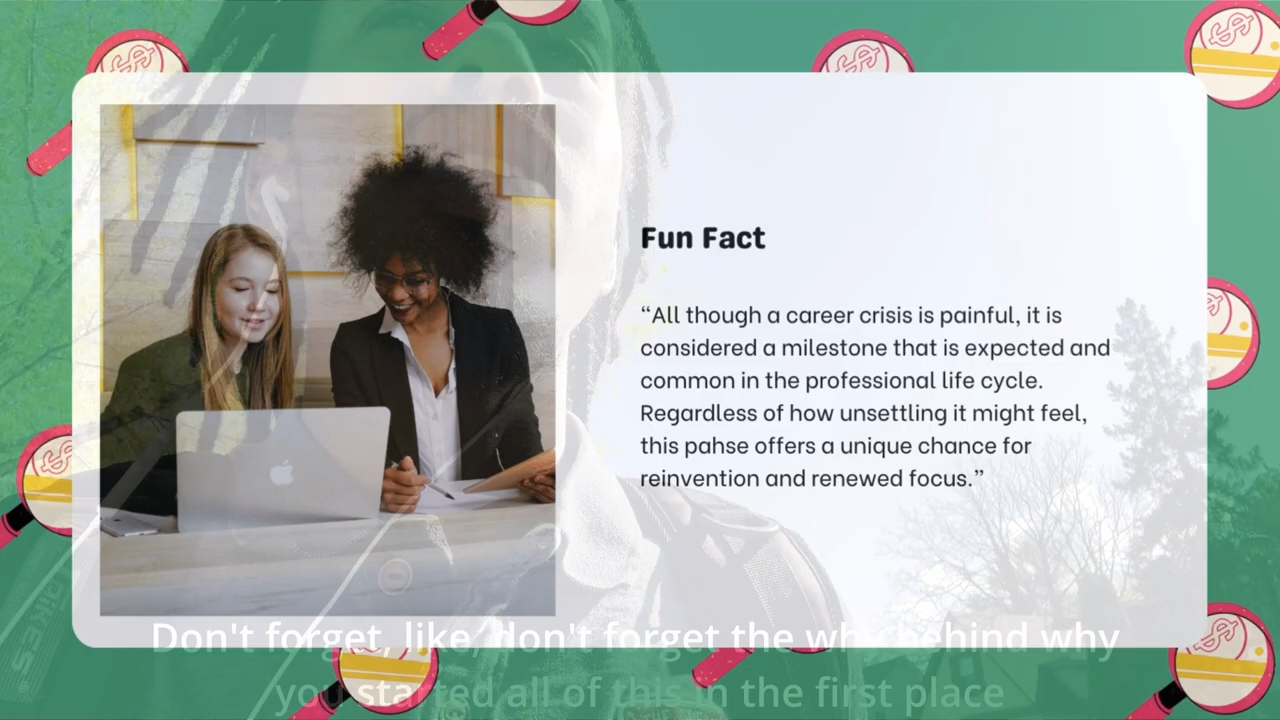 Fun Fact
“All though a career crisis is painful, it is
considered a milestone that is expected and
common in the professional life cycle.
Regardless of how unsettling it might feel,
this pahse offers a unique chance for
reinvention and renewed focus.”
Don't forget, like, don't forget the why behind why
you started all of this in the first place